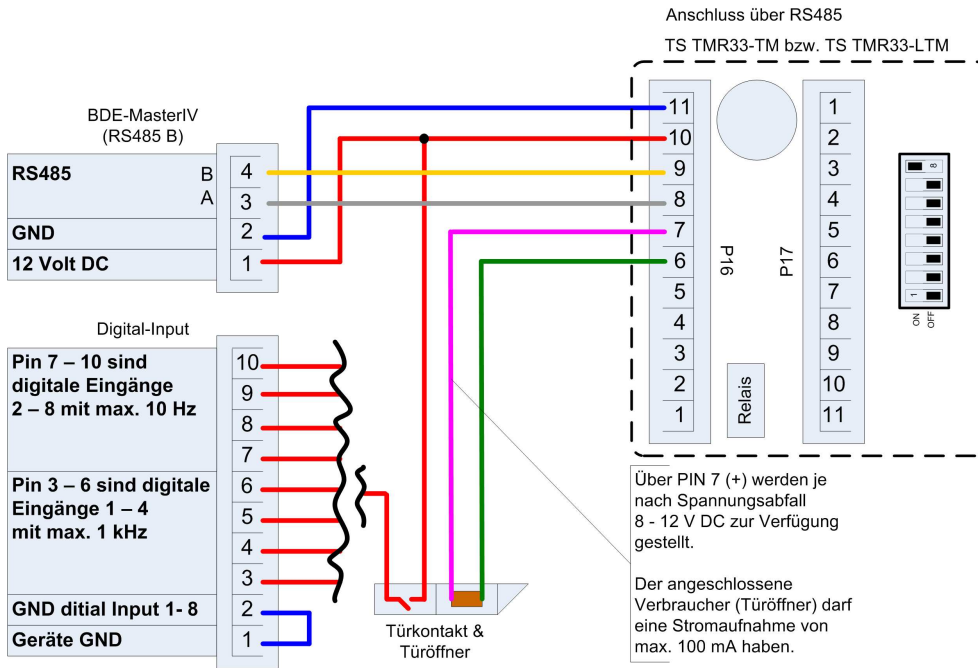 Anschluss über RS485
TS TMR33-TM bzw. TS TMR33-LTM
BDE-MasterIV
(RS485 B)
RS485
B
A
4
3
GND
2
12 Volt DC
1
11
10
9
8
7
6
5
4
3
2
1
P16
Relais
P17
1
2
3
4
5
6
7
8
9
10
11
8
1
ON
OFF
Digital-Input
Pin 7 – 10 sind
digitale Eingänge
2 – 8 mit max. 10 Hz
10
9
8
7
Pin 3 – 6 sind digitale
Eingänge 1 – 4
mit max. 1 kHz
6
5
4
3
GND ditial Input 1- 8
2
Geräte GND
1
Türkontakt &
Türöffner
Über PIN 7 (+) werden je
nach Spannungsabfall
8 - 12 V DC zur Verfügung
gestellt.
Der angeschlossene
Verbraucher (Türöffner) darf
eine Stromaufnahme von
max. 100 mA haben.